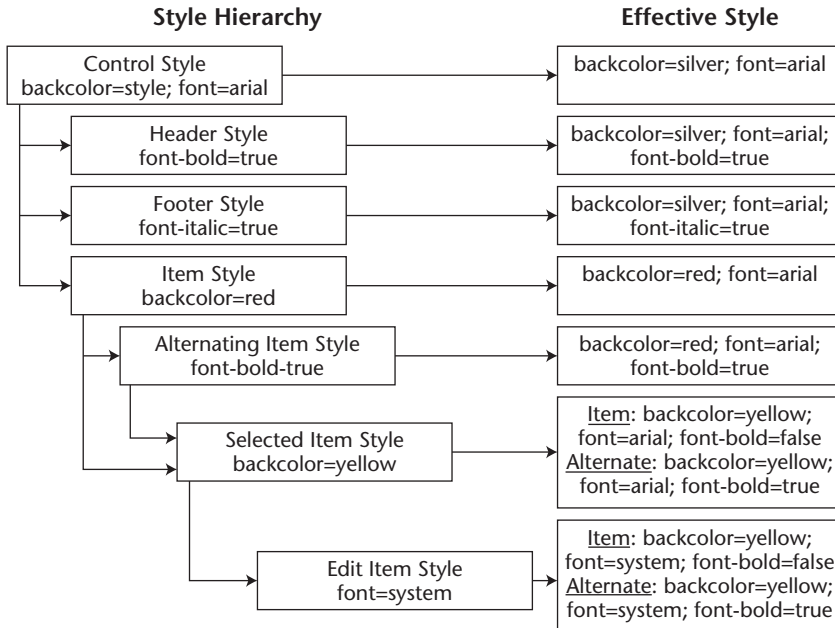 Style Hierarchy
Effective Style
Control Style
backcolor=style; font=arial
backcolor=silver; font=arial
Header Style
font-bold=true
backcolor=silver; font=arial;
font-bold=true
Footer Style
font-italic=true
backcolor=silver; font=arial;
font-italic=true
Item Style
backcolor=red
backcolor=red; font=arial
Alternating Item Style
font-bold-true
backcolor=red; font=arial;
font-bold=true
Selected Item Style
backcolor=yellow
Item: backcolor=yellow;
font=arial; font-bold=false
Alternate: backcolor=yellow;
font=arial; font-bold=true
Edit Item Style
font=system
Item: backcolor=yellow;
font=system; font-bold=false
Alternate: backcolor=yellow;
font=system; font-bold=true